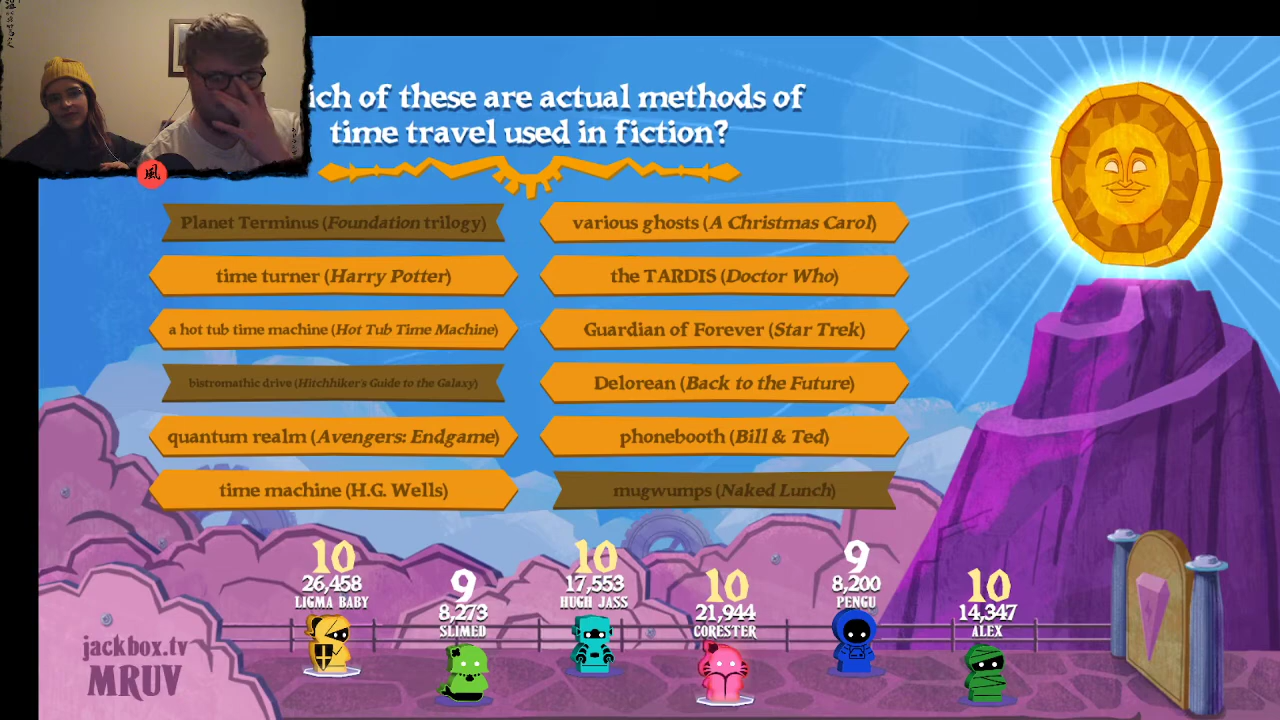 ich of these are actual methods of
time travel used in fiction?
Planet Terminus (Foundation trilogy)
various ghosts (A Christmas Carol)
time turner (Harry Potter)
the TARDIS (Doctor Who)
a hot tub time machine (Hot Tub Time Machine)
Guardian of Forever (Star Trek)
bistromathic drive (Hitchhiker's Guide to the Galaxy)
Delorean (Back to the Future)
quantum realm (Avengers: Endgame)
phonebooth (Bill & Ted)
time machine (H.G. Wells)
mugwumps (Naked Lunch)
風
10
26,458
LIGMA BABY
9
8,273
SLIMED
10
17,553
HUGH JASS
10
21,944
CORESTER
9
8,200
PENGU
10
14,347
ALEX
jackbox.tv
MRUV